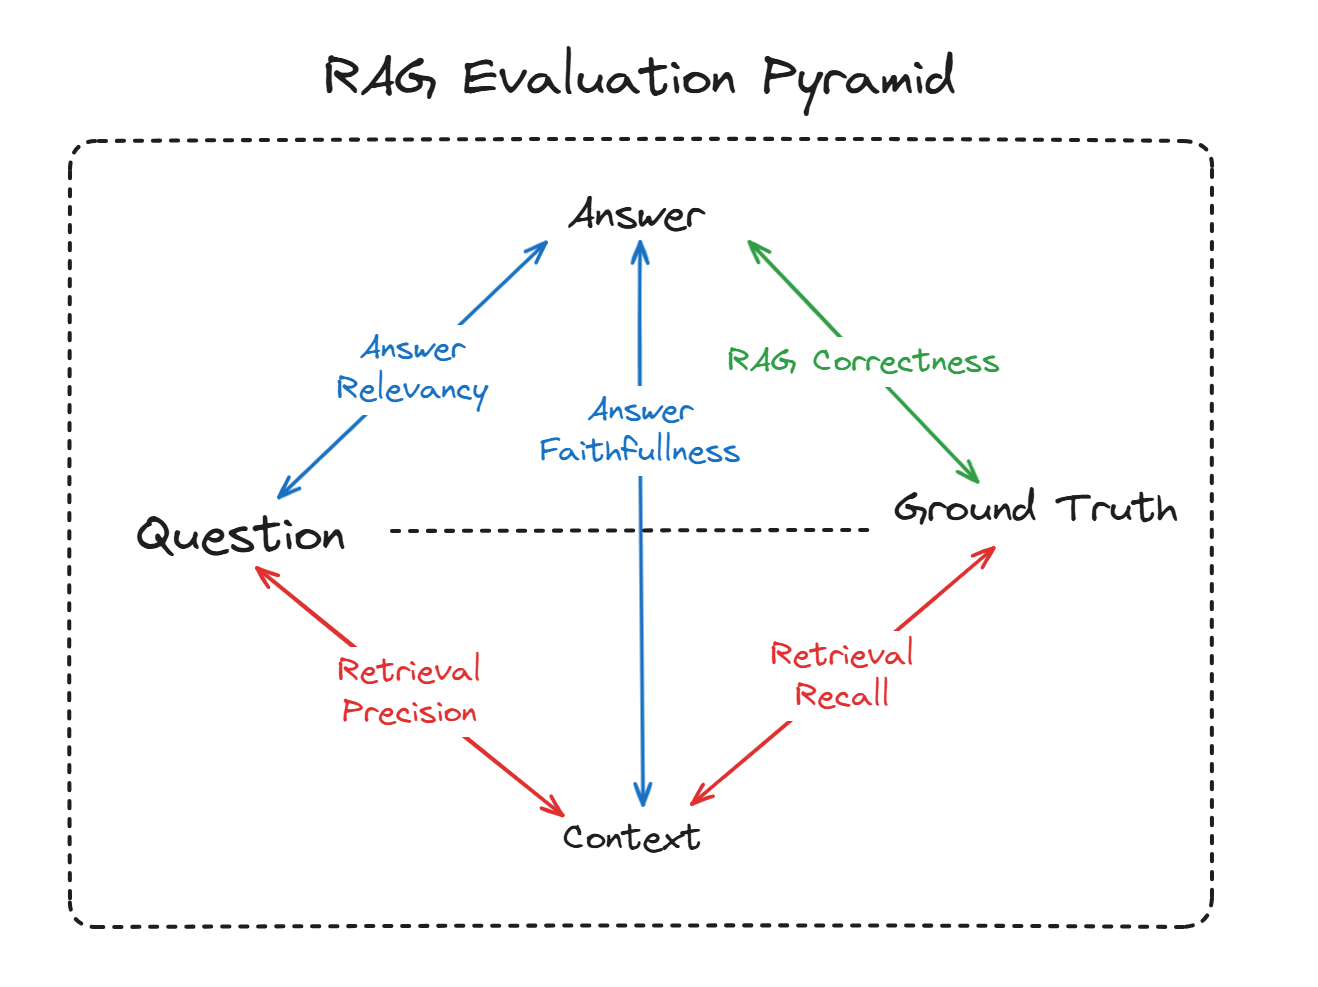 RAG Evaluation Pyramid
Answer
Answer
Relevancy
RAG Correctness
Answer
Faithfullness
Question
Ground Truth
Retrieval
Precision
Retrieval
Recall
Context